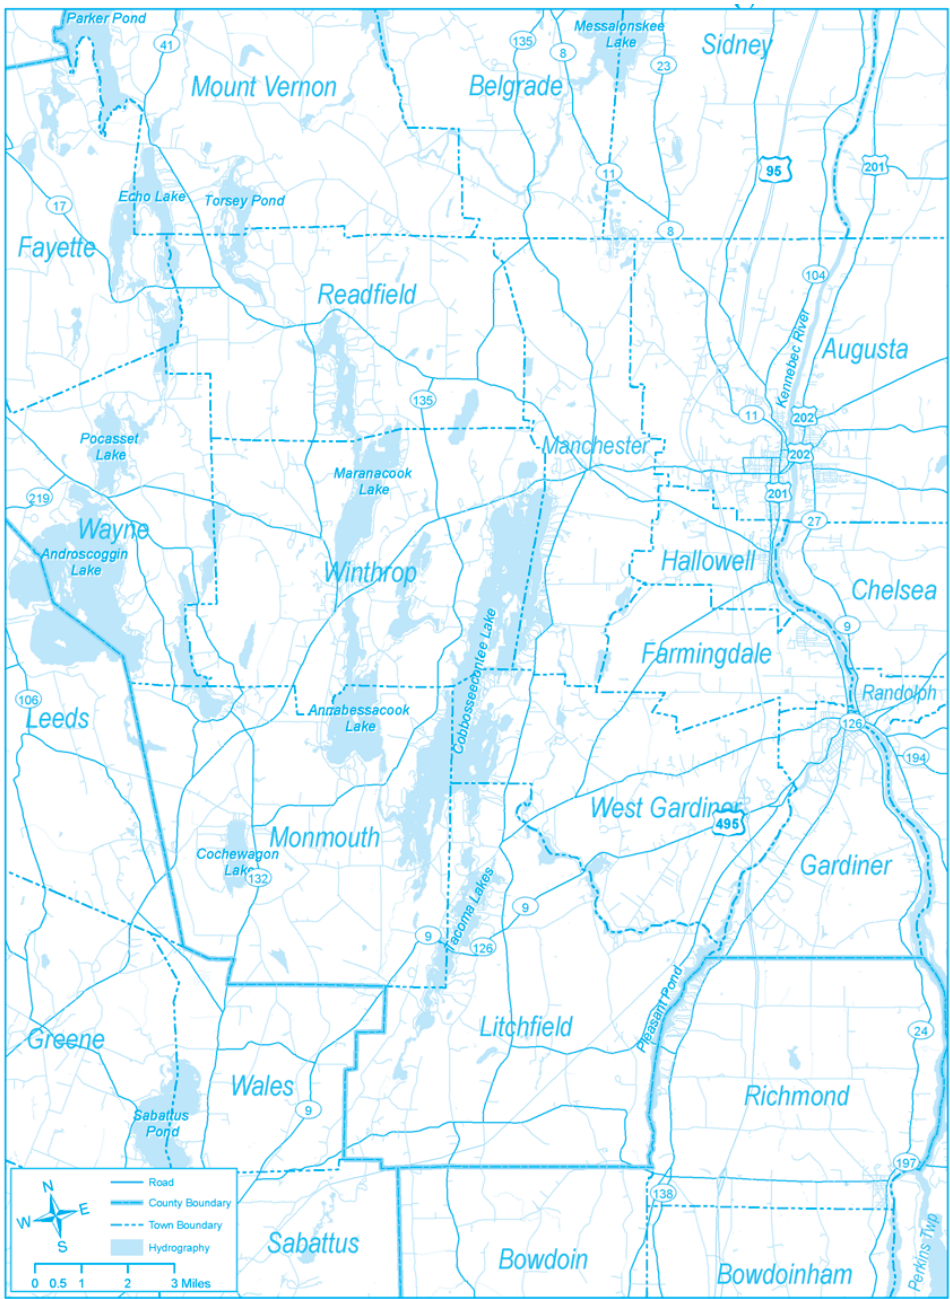 Parker Pond
41
Mount Vernon
135
8
Messalonskee
Lake
23
Sidney
Belgrade
95
201
11
17
Echo Lake
Torsey Pond
8
Fayette
104
Readfield
Kennebec River
Augusta
135
11
202
Pocasset
Lake
Manchester
202
Maranacook
Lake
219
201
Wayne
27
Androscoggin
Lake
Winthrop
Hallowell
Chelsea
9
Cobbosseecontee Lake
Farmingdale
106
Leeds
Randolph
Annabessacook
Lake
126
194
West Gardiner
495
Monmouth
Cochewagon
Lake
132
Gardiner
Tacoma Lakes
9
9
126
Pleasant Pond
Litchfield
24
Greene
Wales
9
Richmond
Sabattus
Pond
197
138
N
W
E
S
Road
County Boundary
Town Boundary
Hydrography
0 0.5 1 2 3 Miles
Sabattus
Bowdoin
Bowdoinham
Perkins Twp